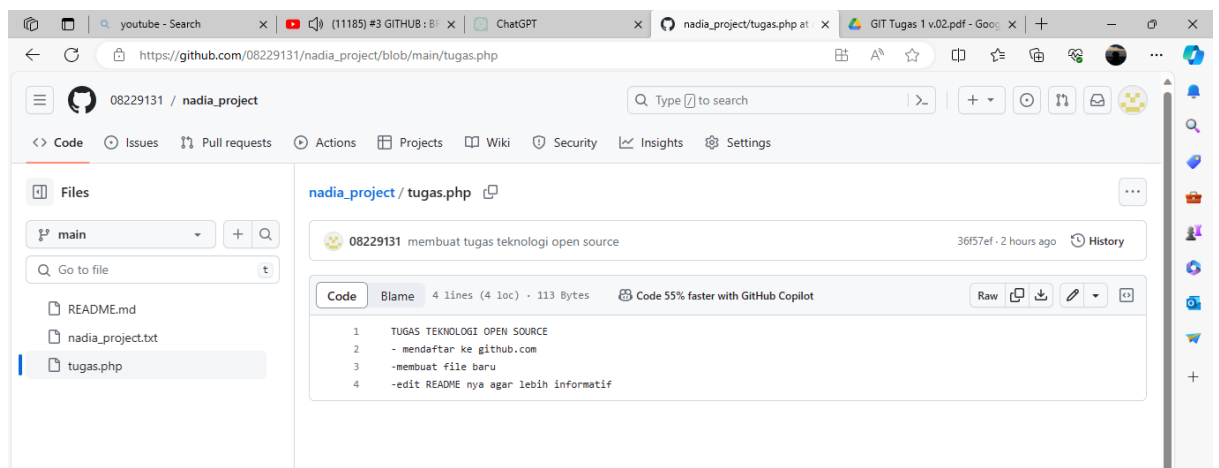 youtube - Search
(11185) #3 GITHUB : BE
ChatGPT
nadia_project/tugas.php at
GIT Tugas 1 v.02.pdf - Goog
https://github.com/08229131/nadia_project/blob/main/tugas.php
08229131 / nadia_project
Type / to search
Code Issues Pull requests Actions Projects Wiki Security Insights Settings
Files
main
Go to file t
README.md
nadia_project.txt
tugas.php
nadia_project / tugas.php
08229131 membuat tugas teknologi open source
36f57ef · 2 hours ago History
Code Blame 4 lines (4 loc) · 113 Bytes Code 55% faster with GitHub Copilot Raw
1 TUGAS TEKNOLOGI OPEN SOURCE
2 - mendaftar ke github.com
3 -membuat file baru
4 -edit README nya agar lebih informatif